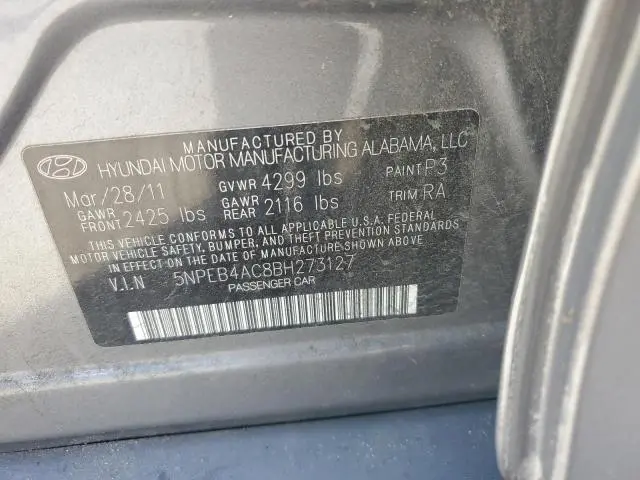 MANUFACTURED BY
HYUNDAI MOTOR MANUFACTURING ALABAMA, LLC
Mar/28/11 GVWR 4299 lbs PAINT P3
GAWR FRONT 2425 lbs GAWR REAR 2116 lbs TRIM RA
THIS VEHICLE CONFORMS TO ALL APPLICABLE U.S.A. FEDERAL
MOTOR VEHICLE SAFETY, BUMPER, AND THEFT PREVENTION STANDARDS
IN EFFECT ON THE DATE OF MANUFACTURE SHOWN ABOVE.
V.I.N 5NPEB4AC8BH273127
PASSENGER CAR